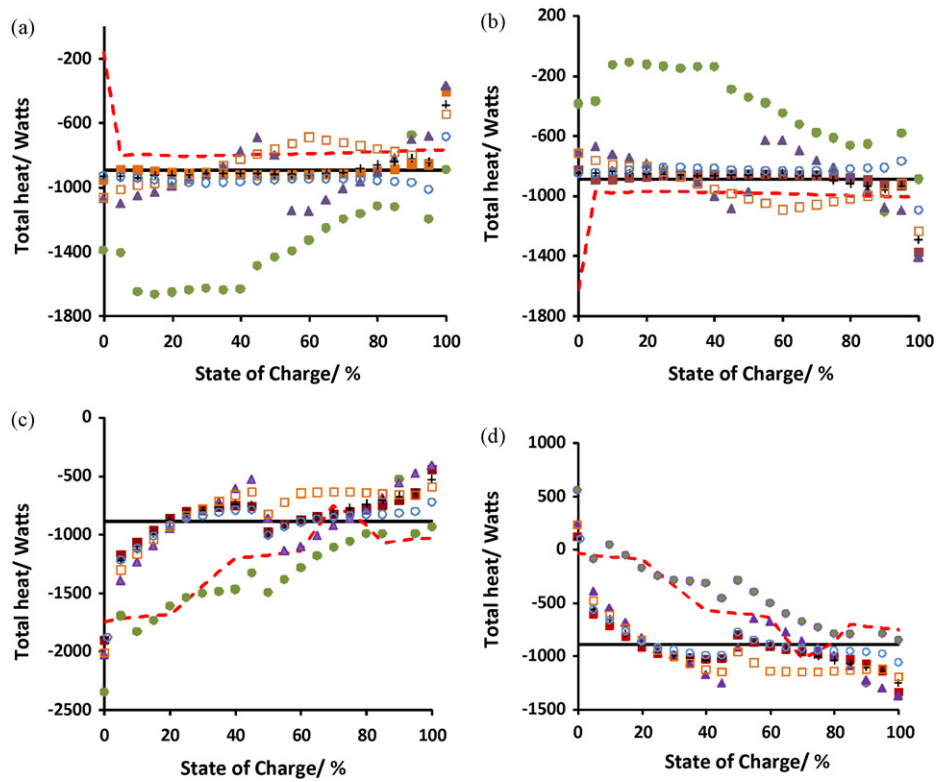 (a)
(b)
Total heat/ Watts
-200
-600
-1000
-1400
-1800
0 20 40 60 80 100
State of Charge/ %
Total heat/ Watts
200
-200
-600
-1000
-1400
-1800
0 20 40 60 80 100
State of Charge/ %
(c)
(d)
Total heat/ Watts
0
-500
-1000
-1500
-2000
-2500
0 20 40 60 80 100
State of Charge/ %
Total heat/ Watts
1000
500
0
-500
-1000
-1500
0 20 40 60 80 100
State of Charge/ %